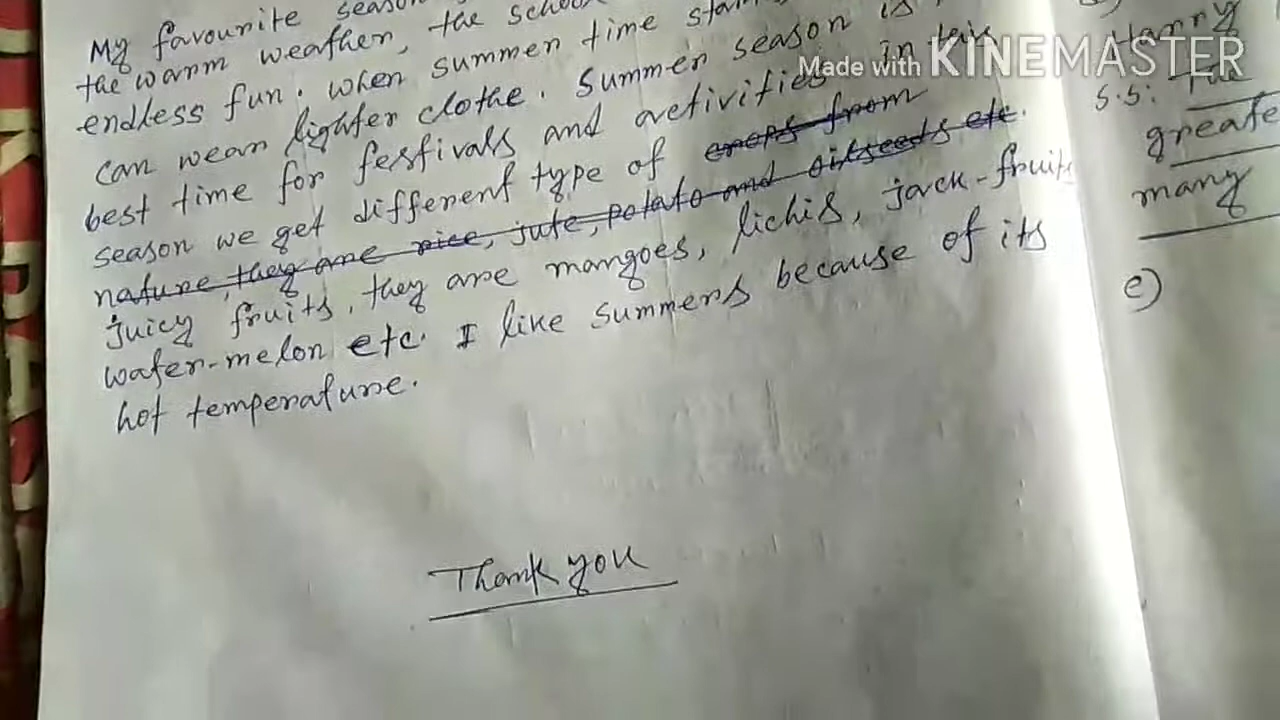 My favourite season
the warm weather, the school
endless fun. when summer time star
can wear lighter clothe. Summer season is
best time for festivals and activities in this
season we get different type of crops from
nature, they are rice, jute, potato and oilseeds etc.
juicy fruits, they are mangoes, lichis, jack-fruits
water-melon etc. I like summers because of its
hot temperature.
Thank you
Made with KINEMASTER
Harry
S.S: The
greate
many
e)